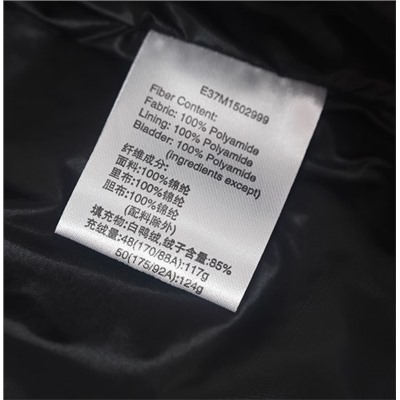 E37M1502999
Fiber Content:
Fabric: 100% Polyamide
Lining: 100% Polyamide
Bladder: 100% Polyamide
(ingredients except)
纤维成分:
面料:100%锦纶
里布:100%锦纶
胆布:100%锦纶
(配料除外)
填充物:白鸭绒,绒子含量:85%
充绒量:48(170/88A):117g
50(175/92A):124g